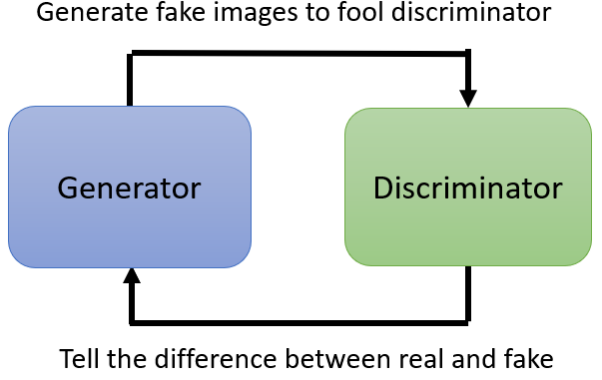 Generate fake images to fool discriminator
Generator
Discriminator
Tell the difference between real and fake